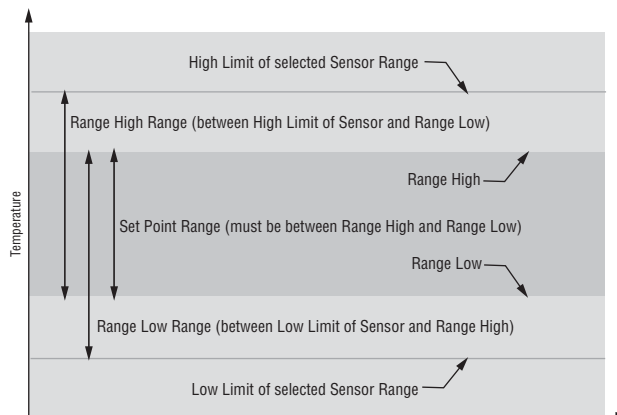 High Limit of selected Sensor Range
Range High Range (between High Limit of Sensor and Range Low)
Range High
Temperature
Set Point Range (must be between Range High and Range Low)
Range Low
Range Low Range (between Low Limit of Sensor and Range High)
Low Limit of selected Sensor Range